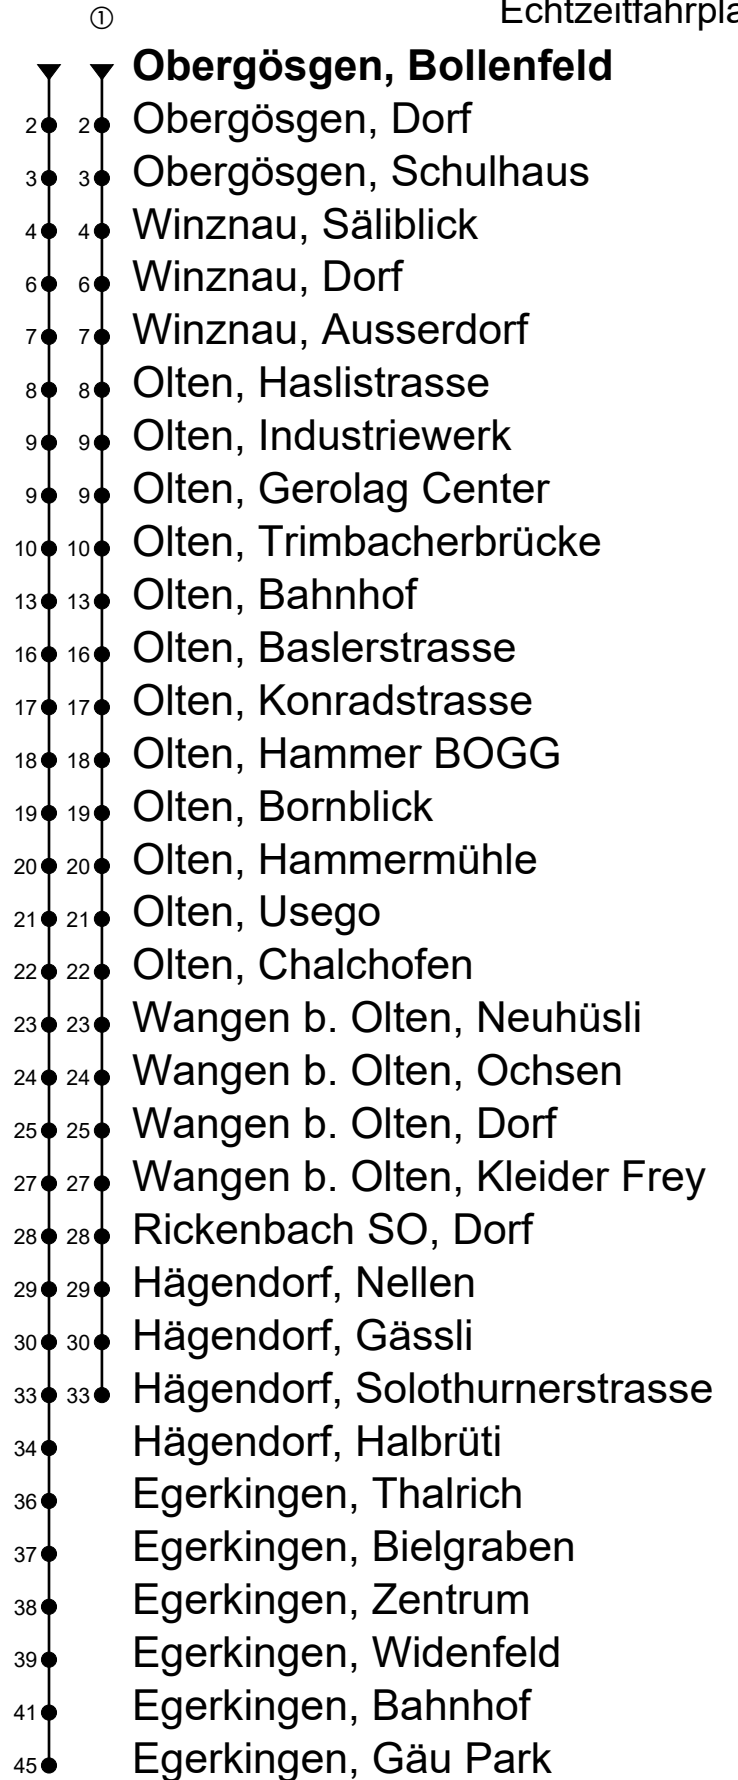 ① Echtzeitfahrpla
Obergösgen, Bollenfeld
2 2 Obergösgen, Dorf
3 3 Obergösgen, Schulhaus
4 4 Winznau, Säliblick
6 6 Winznau, Dorf
7 7 Winznau, Ausserdorf
8 8 Olten, Haslistrasse
9 9 Olten, Industriewerk
9 9 Olten, Gerolag Center
10 10 Olten, Trimbacherbrücke
13 13 Olten, Bahnhof
16 16 Olten, Baslerstrasse
17 17 Olten, Konradstrasse
18 18 Olten, Hammer BOGG
19 19 Olten, Bornblick
20 20 Olten, Hammermühle
21 21 Olten, Usego
22 22 Olten, Chalchofen
23 23 Wangen b. Olten, Neuhüsli
24 24 Wangen b. Olten, Ochsen
25 25 Wangen b. Olten, Dorf
27 27 Wangen b. Olten, Kleider Frey
28 28 Rickenbach SO, Dorf
29 29 Hägendorf, Nellen
30 30 Hägendorf, Gässli
33 33 Hägendorf, Solothurnerstrasse
34 Hägendorf, Halbrüti
36 Egerkingen, Thalrich
37 Egerkingen, Bielgraben
38 Egerkingen, Zentrum
39 Egerkingen, Widenfeld
41 Egerkingen, Bahnhof
45 Egerkingen, Gäu Park